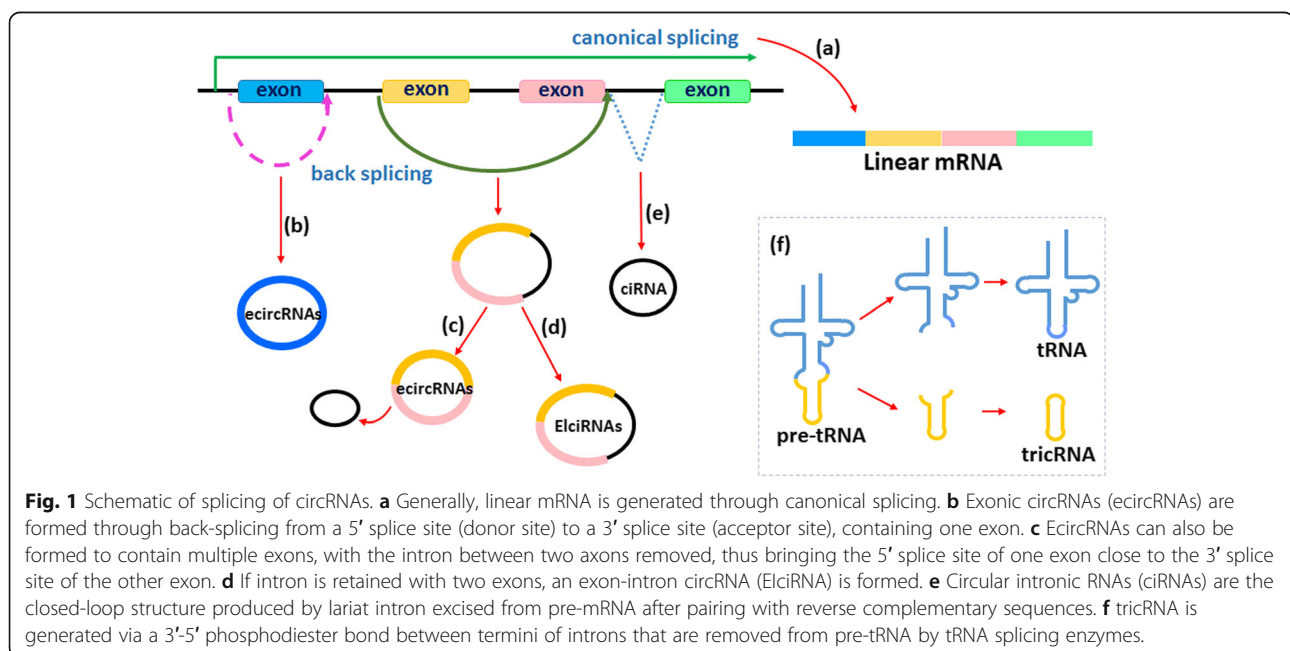 canonical splicing
(a)
exon
exon
exon
exon
Linear mRNA
back splicing
(b)
(e)
ecircRNAs
ciRNA
(c)
(d)
ecircRNAs
ElciRNAs
(f)
pre-tRNA
tRNA
tricRNA
Fig. 1 Schematic of splicing of circRNAs. a Generally, linear mRNA is generated through canonical splicing. b Exonic circRNAs (ecircRNAs) are
formed through back-splicing from a 5′ splice site (donor site) to a 3′ splice site (acceptor site), containing one exon. c EcircRNAs can also be
formed to contain multiple exons, with the intron between two axons removed, thus bringing the 5′ splice site of one exon close to the 3′ splice
site of the other exon. d If intron is retained with two exons, an exon-intron circRNA (ElciRNA) is formed. e Circular intronic RNAs (ciRNAs) are the
closed-loop structure produced by lariat intron excised from pre-mRNA after pairing with reverse complementary sequences. f tricRNA is
generated via a 3′-5′ phosphodiester bond between termini of introns that are removed from pre-tRNA by tRNA splicing enzymes.